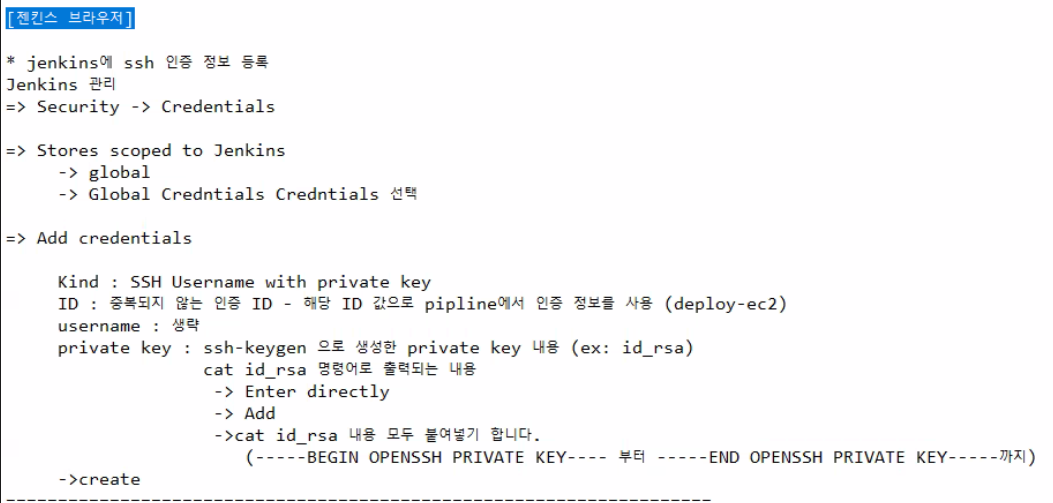 [젠킨스 브라우저]
* jenkins에 ssh 인증 정보 등록
Jenkins 관리
=> Security -> Credentials
=> Stores scoped to Jenkins
-> global
-> Global Credntials Credntials 선택
=> Add credentials
Kind : SSH Username with private key
ID : 중복되지 않는 인증 ID - 해당 ID 값으로 pipline에서 인증 정보를 사용 (deploy-ec2)
username : 생략
private key : ssh-keygen 으로 생성한 private key 내용 (ex: id_rsa)
cat id_rsa 명령어로 출력되는 내용
-> Enter directly
-> Add
->cat id_rsa 내용 모두 붙여넣기 합니다.
(-----BEGIN OPENSSH PRIVATE KEY---- 부터 -----END OPENSSH PRIVATE KEY-----까지)
->create
--------------------------------------------------------------------